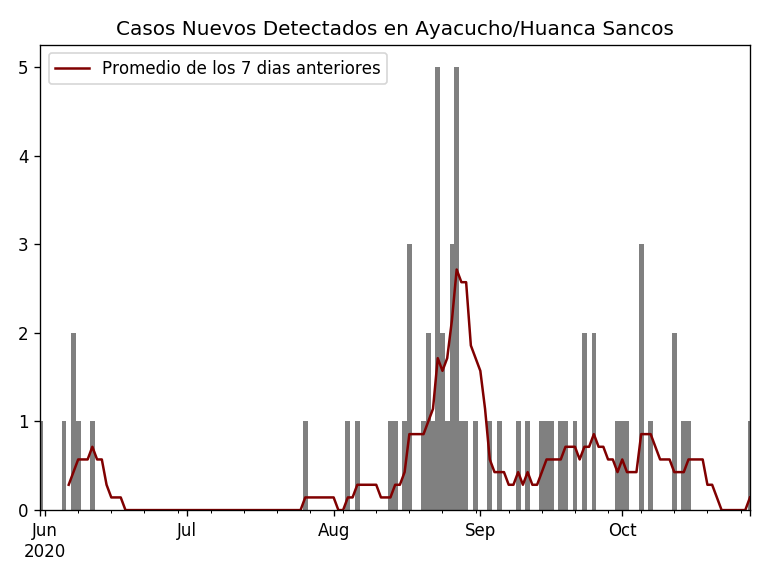 Casos Nuevos Detectados en Ayacucho/Huanca Sancos
Promedio de los 7 dias anteriores
5
4
3
2
1
0
Jun Jul Aug Sep Oct
2020